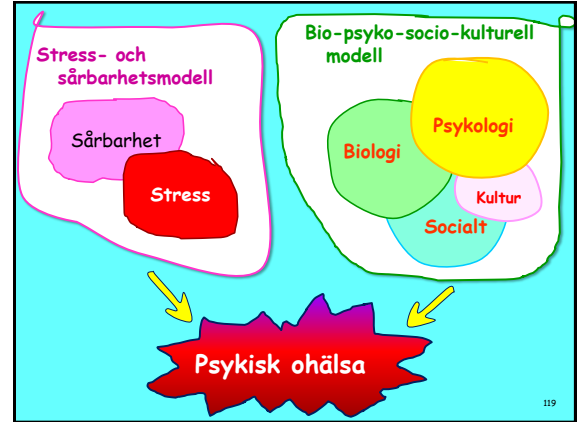 Stress- och
sårbarhetsmodell
Sårbarhet
Stress
Bio-psyko-socio-kulturell
modell
Psykologi
Biologi
Kultur
Socialt
Psykisk ohälsa
119